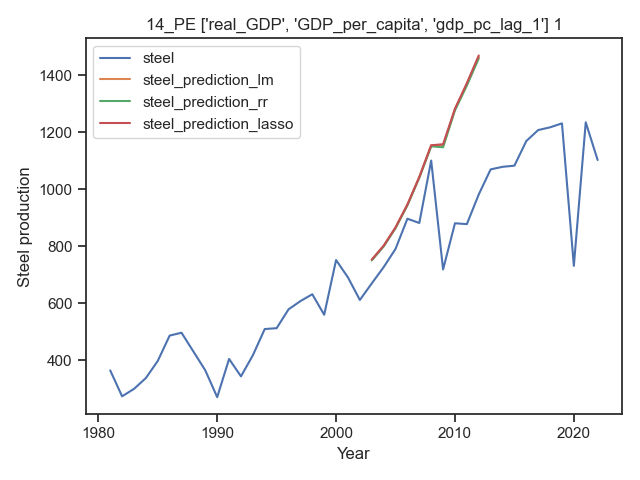 14_PE ['real_GDP', 'GDP_per_capita', 'gdp_pc_lag_1'] 1
steel
steel_prediction_lm
steel_prediction_rr
steel_prediction_lasso
Steel production
1400
1200
1000
800
600
400
1980
1990
2000
2010
2020
Year